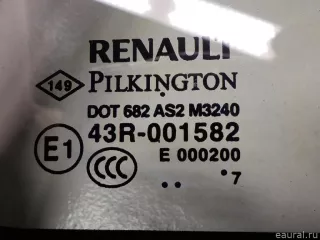 RENAULT
149 PILKINGTON
DOT 682 AS2 M3240
E1 43R-001582
CCC E 000200
.. . 7
eaural.ru